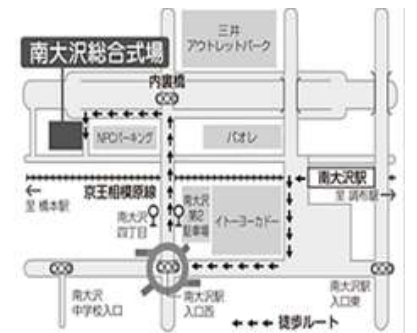 三井
アウトレットパーク
南大沢総合式場
内裏橋
NPCパーキング
パオレ
南大沢駅
京王相模原線
至 橋本駅
至 調布駅
南大沢
四丁目
南大沢
第2
駐車場
イトーヨーカドー
南大沢
中学校入口
南大沢駅
入口西
南大沢駅
入口東
徒歩ルート